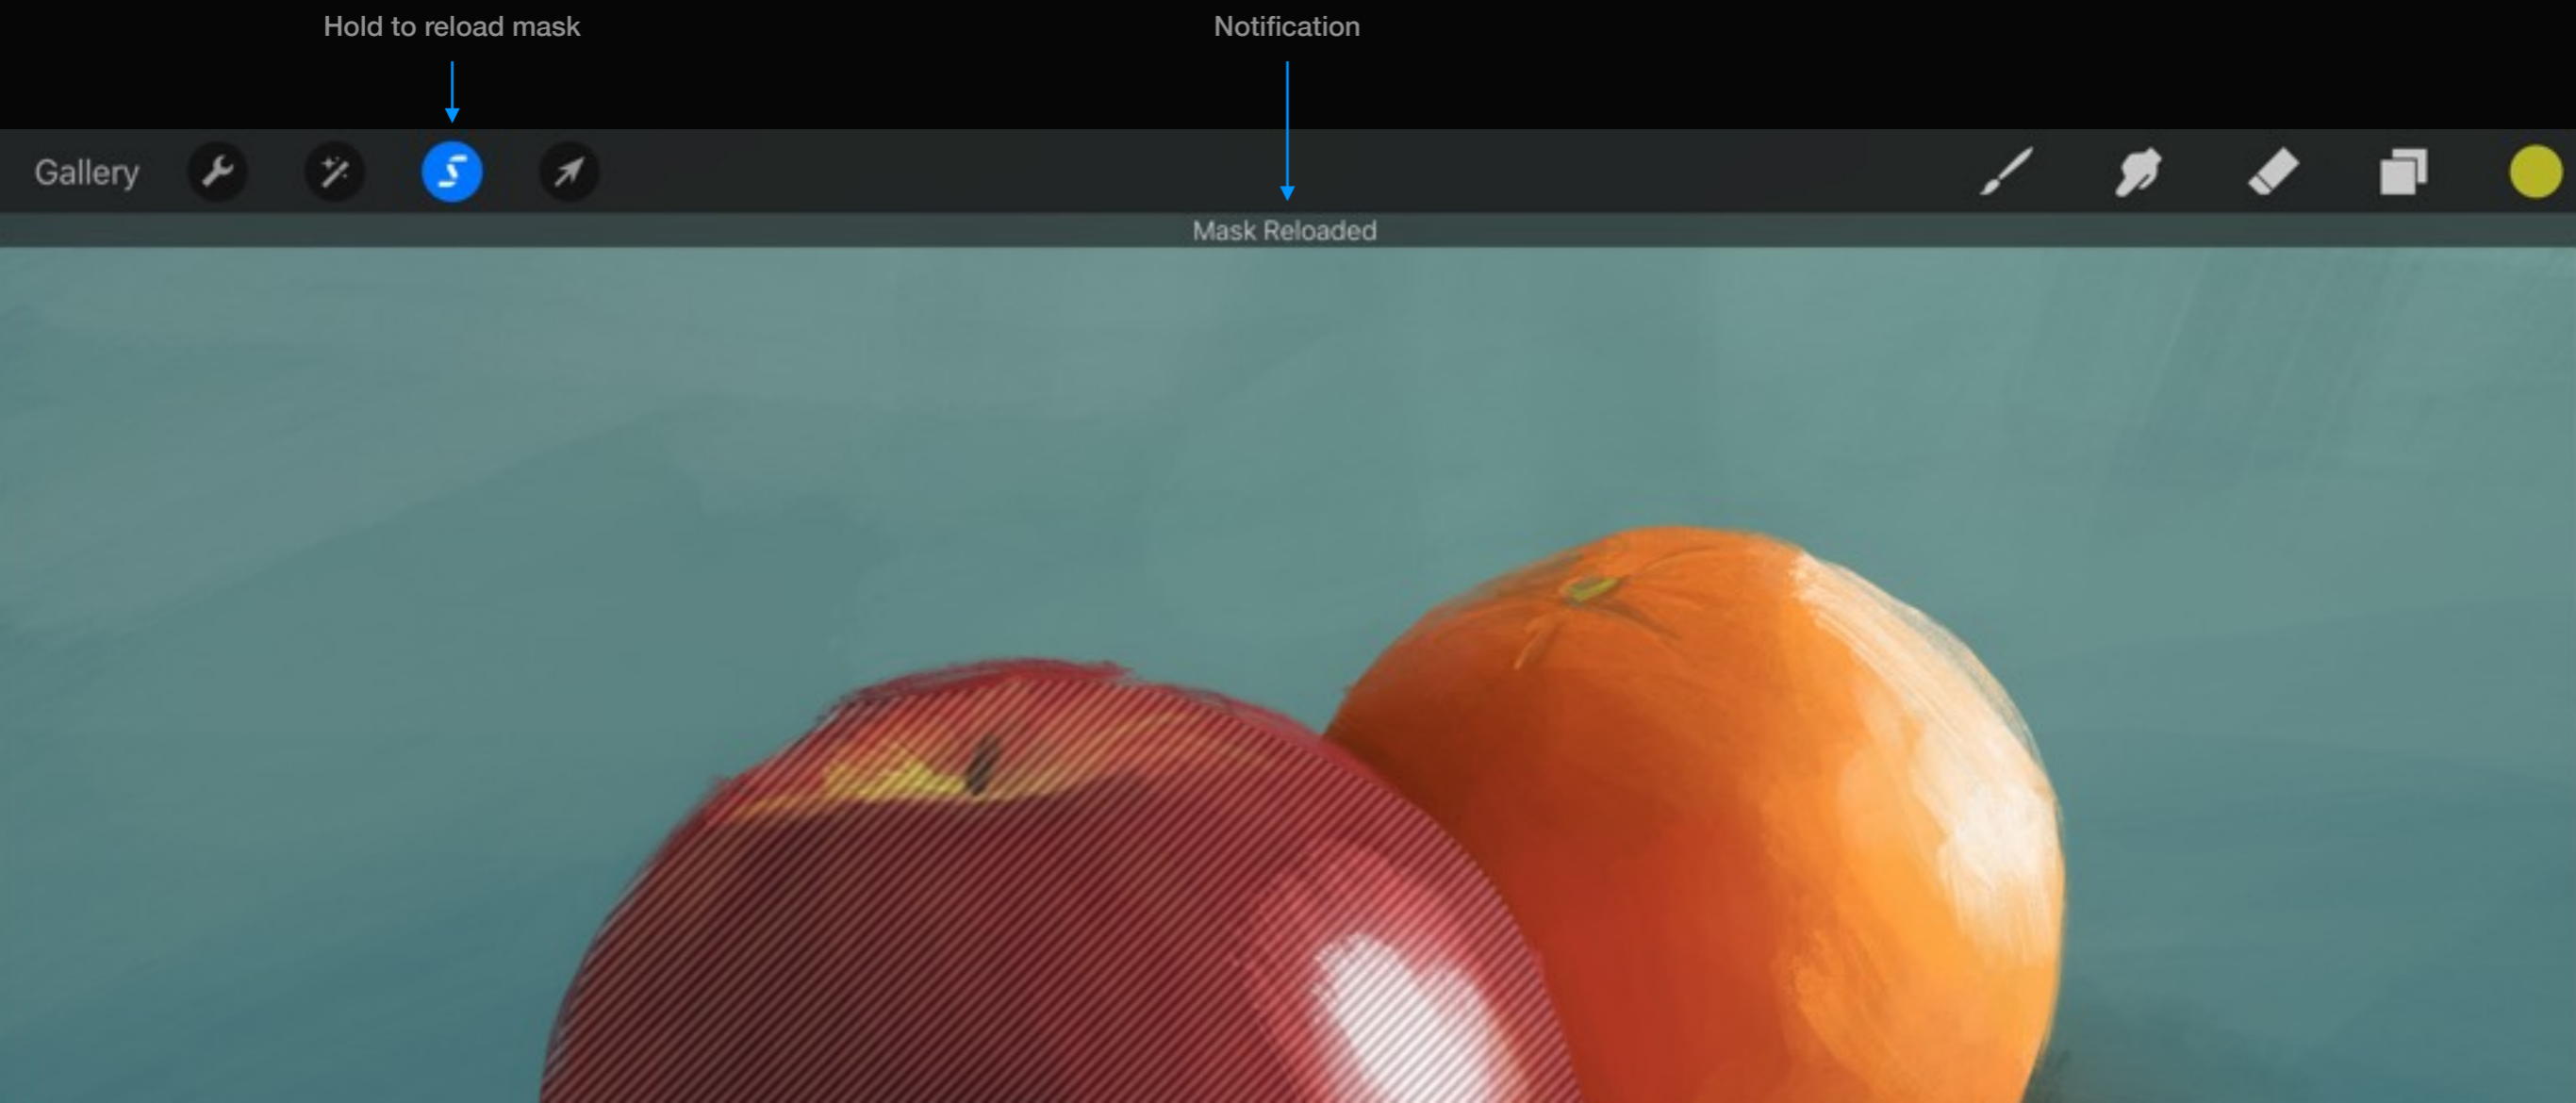 Hold to reload mask
Notification
Gallery
Mask Reloaded